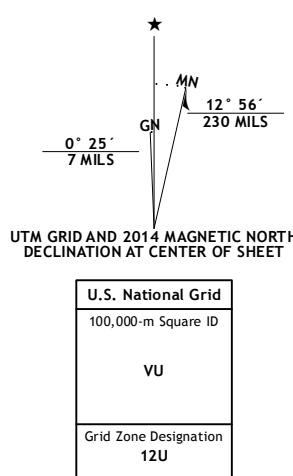 ★
MN
GN
12° 56´
230 MILS
0° 25´
7 MILS
UTM GRID AND 2014 MAGNETIC NORTH
DECLINATION AT CENTER OF SHEET
U.S. National Grid
100,000-m Square ID
VU
Grid Zone Designation
12U